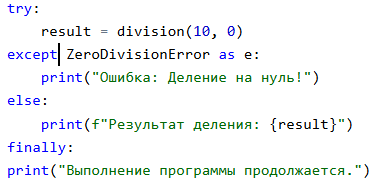 try:
    result = division(10, 0)
except ZeroDivisionError as e:
    print("Ошибка: Деление на нуль!")
else:
    print(f"Результат деления: {result}")
finally:
print("Выполнение программы продолжается.")